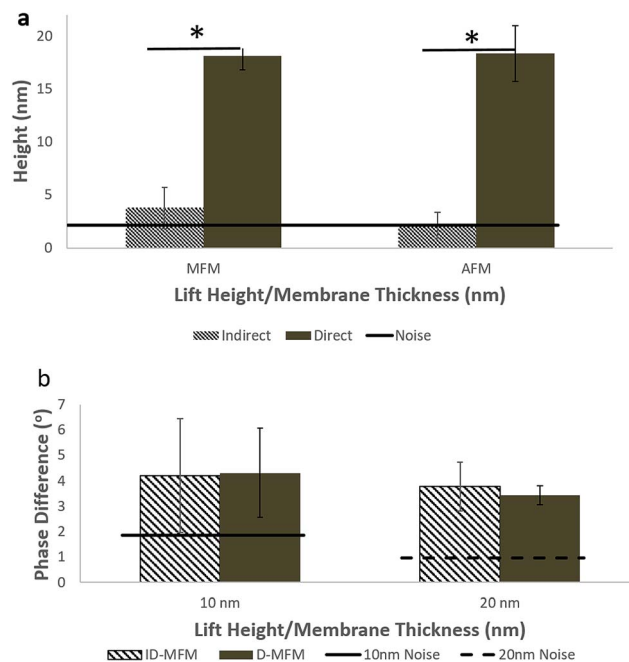 a
*
*
20
15
10
5
0
Height (nm)
MFM AFM
Lift Height/Membrane Thickness (nm)
Indirect Direct Noise
b
7
6
5
4
3
2
1
0
Phase Difference (o)
10 nm 20 nm
Lift Height/Membrane Thickness (nm)
ID-MFM D-MFM 10nm Noise 20nm Noise